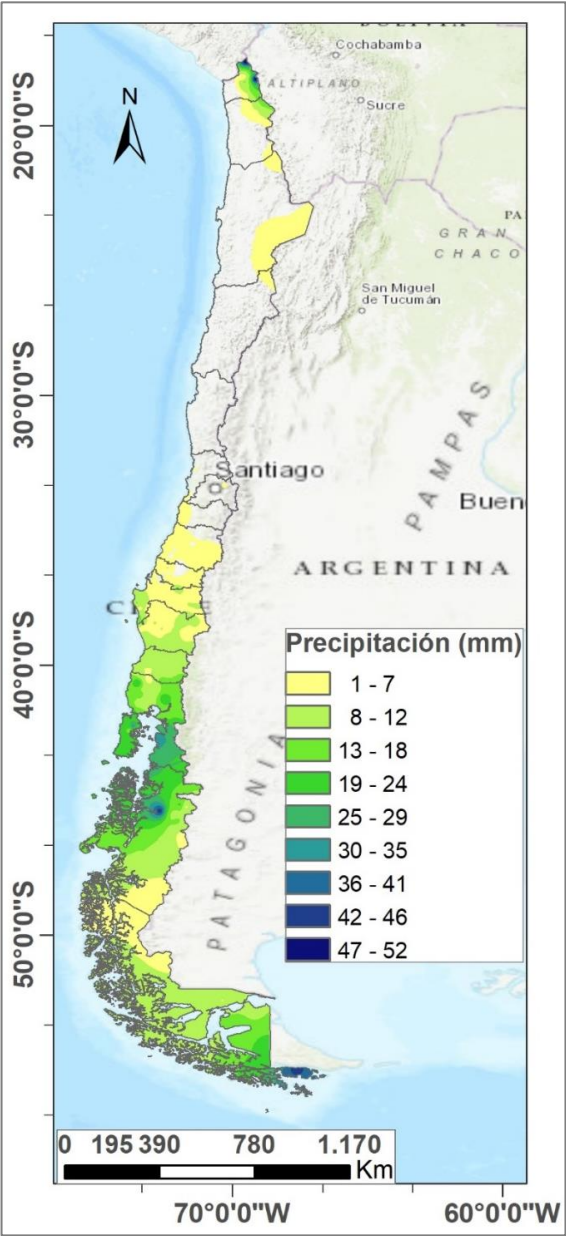 Cochabamba
ALTIPLANO
Sucre
N
20°0'0"S
PA
GRAN
CHACO
San Miguel
de Tucumán
30°0'0"S
PAMPAS
Santiago
Buen
ARGENTINA
Precipitación (mm)
1 - 7
40°0'0"S
8 - 12
13 - 18
19 - 24
25 - 29
30 - 35
PATAGONIA
36 - 41
42 - 46
47 - 52
50°0'0"S
0 195 390 780 1.170
Km
70°0'0"W 60°0'0"W